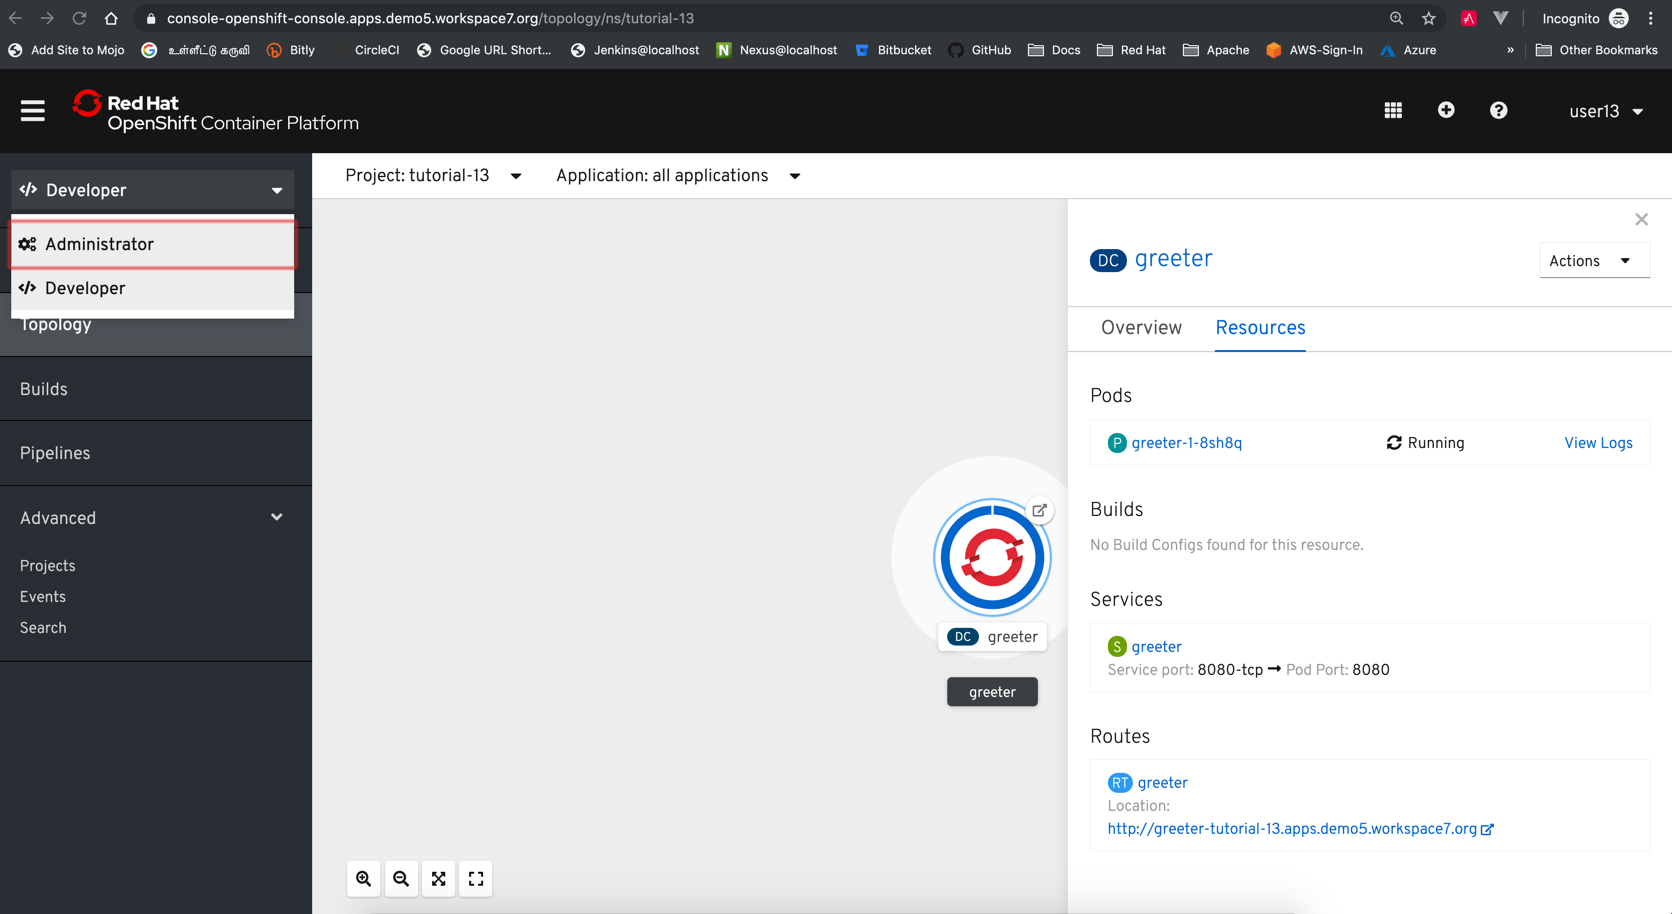 console-openshift-console.apps.demo5.workspace7.org/topology/ns/tutorial-13
Incognito
Add Site to Mojo
உள்ளீட்டு கருவி
Bitly
CircleCI
Google URL Short...
Jenkins@localhost
Nexus@localhost
Bitbucket
GitHub
Docs
Red Hat
Apache
AWS-Sign-In
Azure
»
Other Bookmarks
Red Hat
OpenShift Container Platform
user13
Developer
Administrator
Developer
Topology
Builds
Pipelines
Advanced
Projects
Events
Search
Project: tutorial-13
Application: all applications
DC greeter
greeter
DC greeter
Actions
Overview
Resources
Pods
P greeter-1-8sh8q
Running
View Logs
Builds
No Build Configs found for this resource.
Services
S greeter
Service port: 8080-tcp ➞ Pod Port: 8080
Routes
RT greeter
Location:
http://greeter-tutorial-13.apps.demo5.workspace7.org